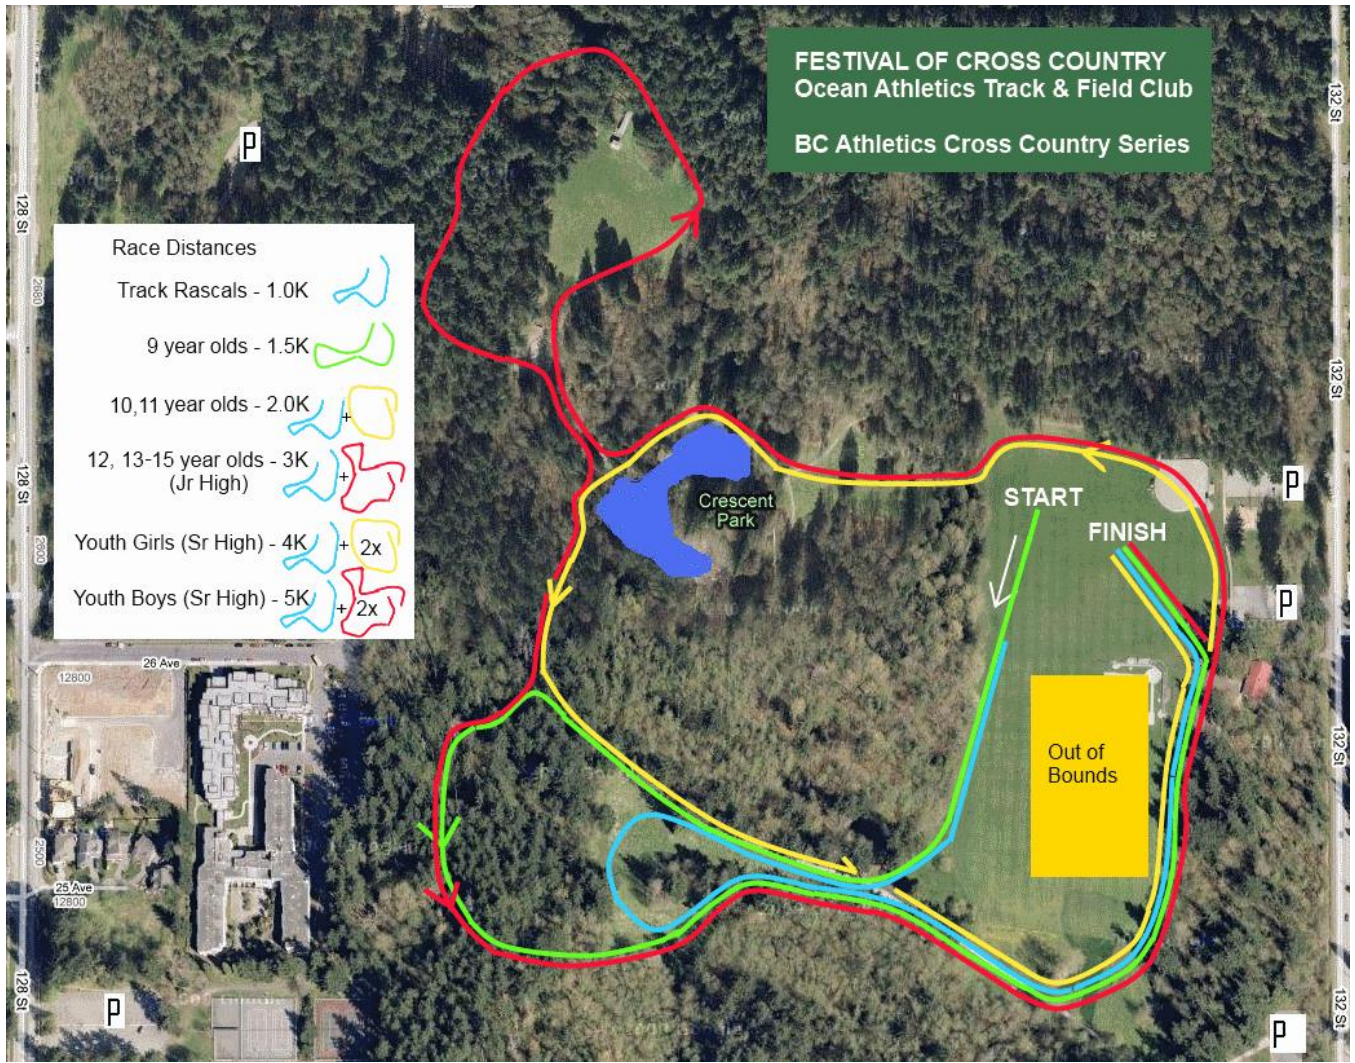 FESTIVAL OF CROSS COUNTRY
Ocean Athletics Track & Field Club
BC Athletics Cross Country Series
P
128 St
132 St
2680
Race Distances
Track Rascals - 1.0K
9 year olds - 1.5K
10,11 year olds - 2.0K
+
12, 13-15 year olds - 3K
(Jr High)
+
Youth Girls (Sr High) - 4K
+
2x
Youth Boys (Sr High) - 5K
+
2x
132 St
128 St
2600
Crescent
Park
START
FINISH
P
P
26 Ave
12800
Out of
Bounds
132 St
2500
25 Ave
12800
128 St
P
132 St
P